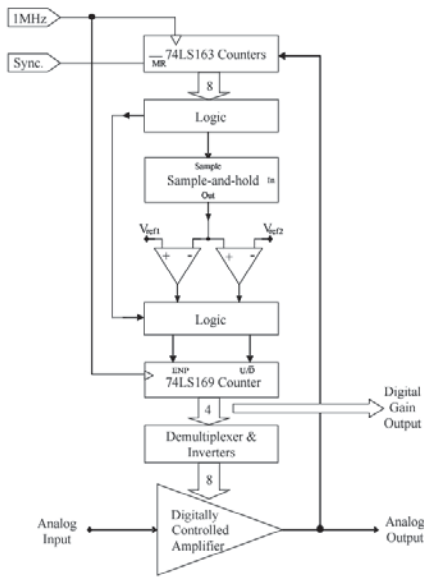 1MHz
Sync.
74LS163 Counters
MR
8
Logic
Sample
Sample-and-hold
In
Out
Vref1
Vref2
+ -
+ -
Logic
ENP
U/D̅
74LS169 Counter
4
Digital
Gain
Output
Demultiplexer &
Inverters
8
Digitally
Controlled
Amplifier
Analog
Input
Analog
Output